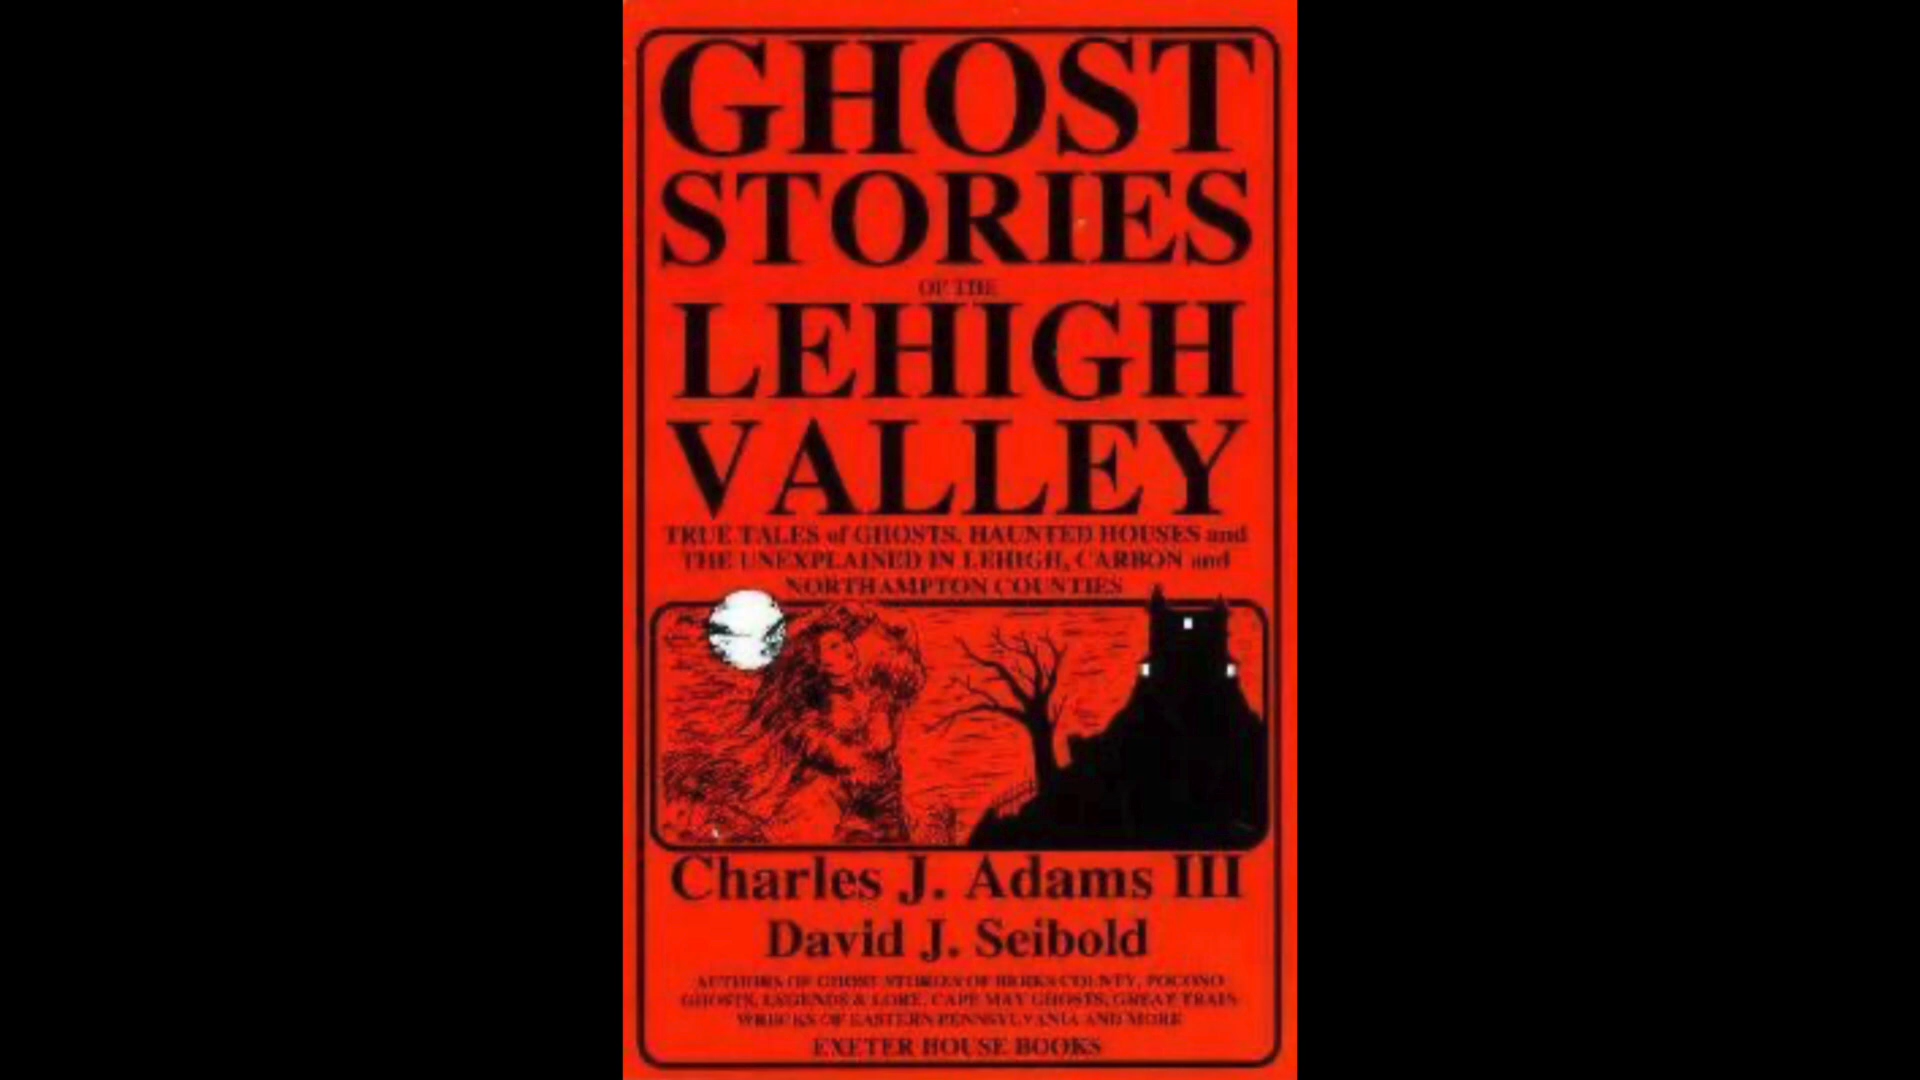 GHOST
STORIES
OF THE
LEHIGH
VALLEY
TRUE TALES of GHOSTS, HAUNTED HOUSES and
THE UNEXPLAINED IN LEHIGH, CARBON and
NORTHAMPTON COUNTIES
Charles J. Adams III
David J. Seibold
AUTHORS OF GHOST STORIES OF BERKS COUNTY, POCONO
GHOSTS, LEGENDS & LORE, CAPE MAY GHOSTS, GREAT TRAIN
WRECKS OF EASTERN PENNSYLVANIA AND MORE
EXETER HOUSE BOOKS